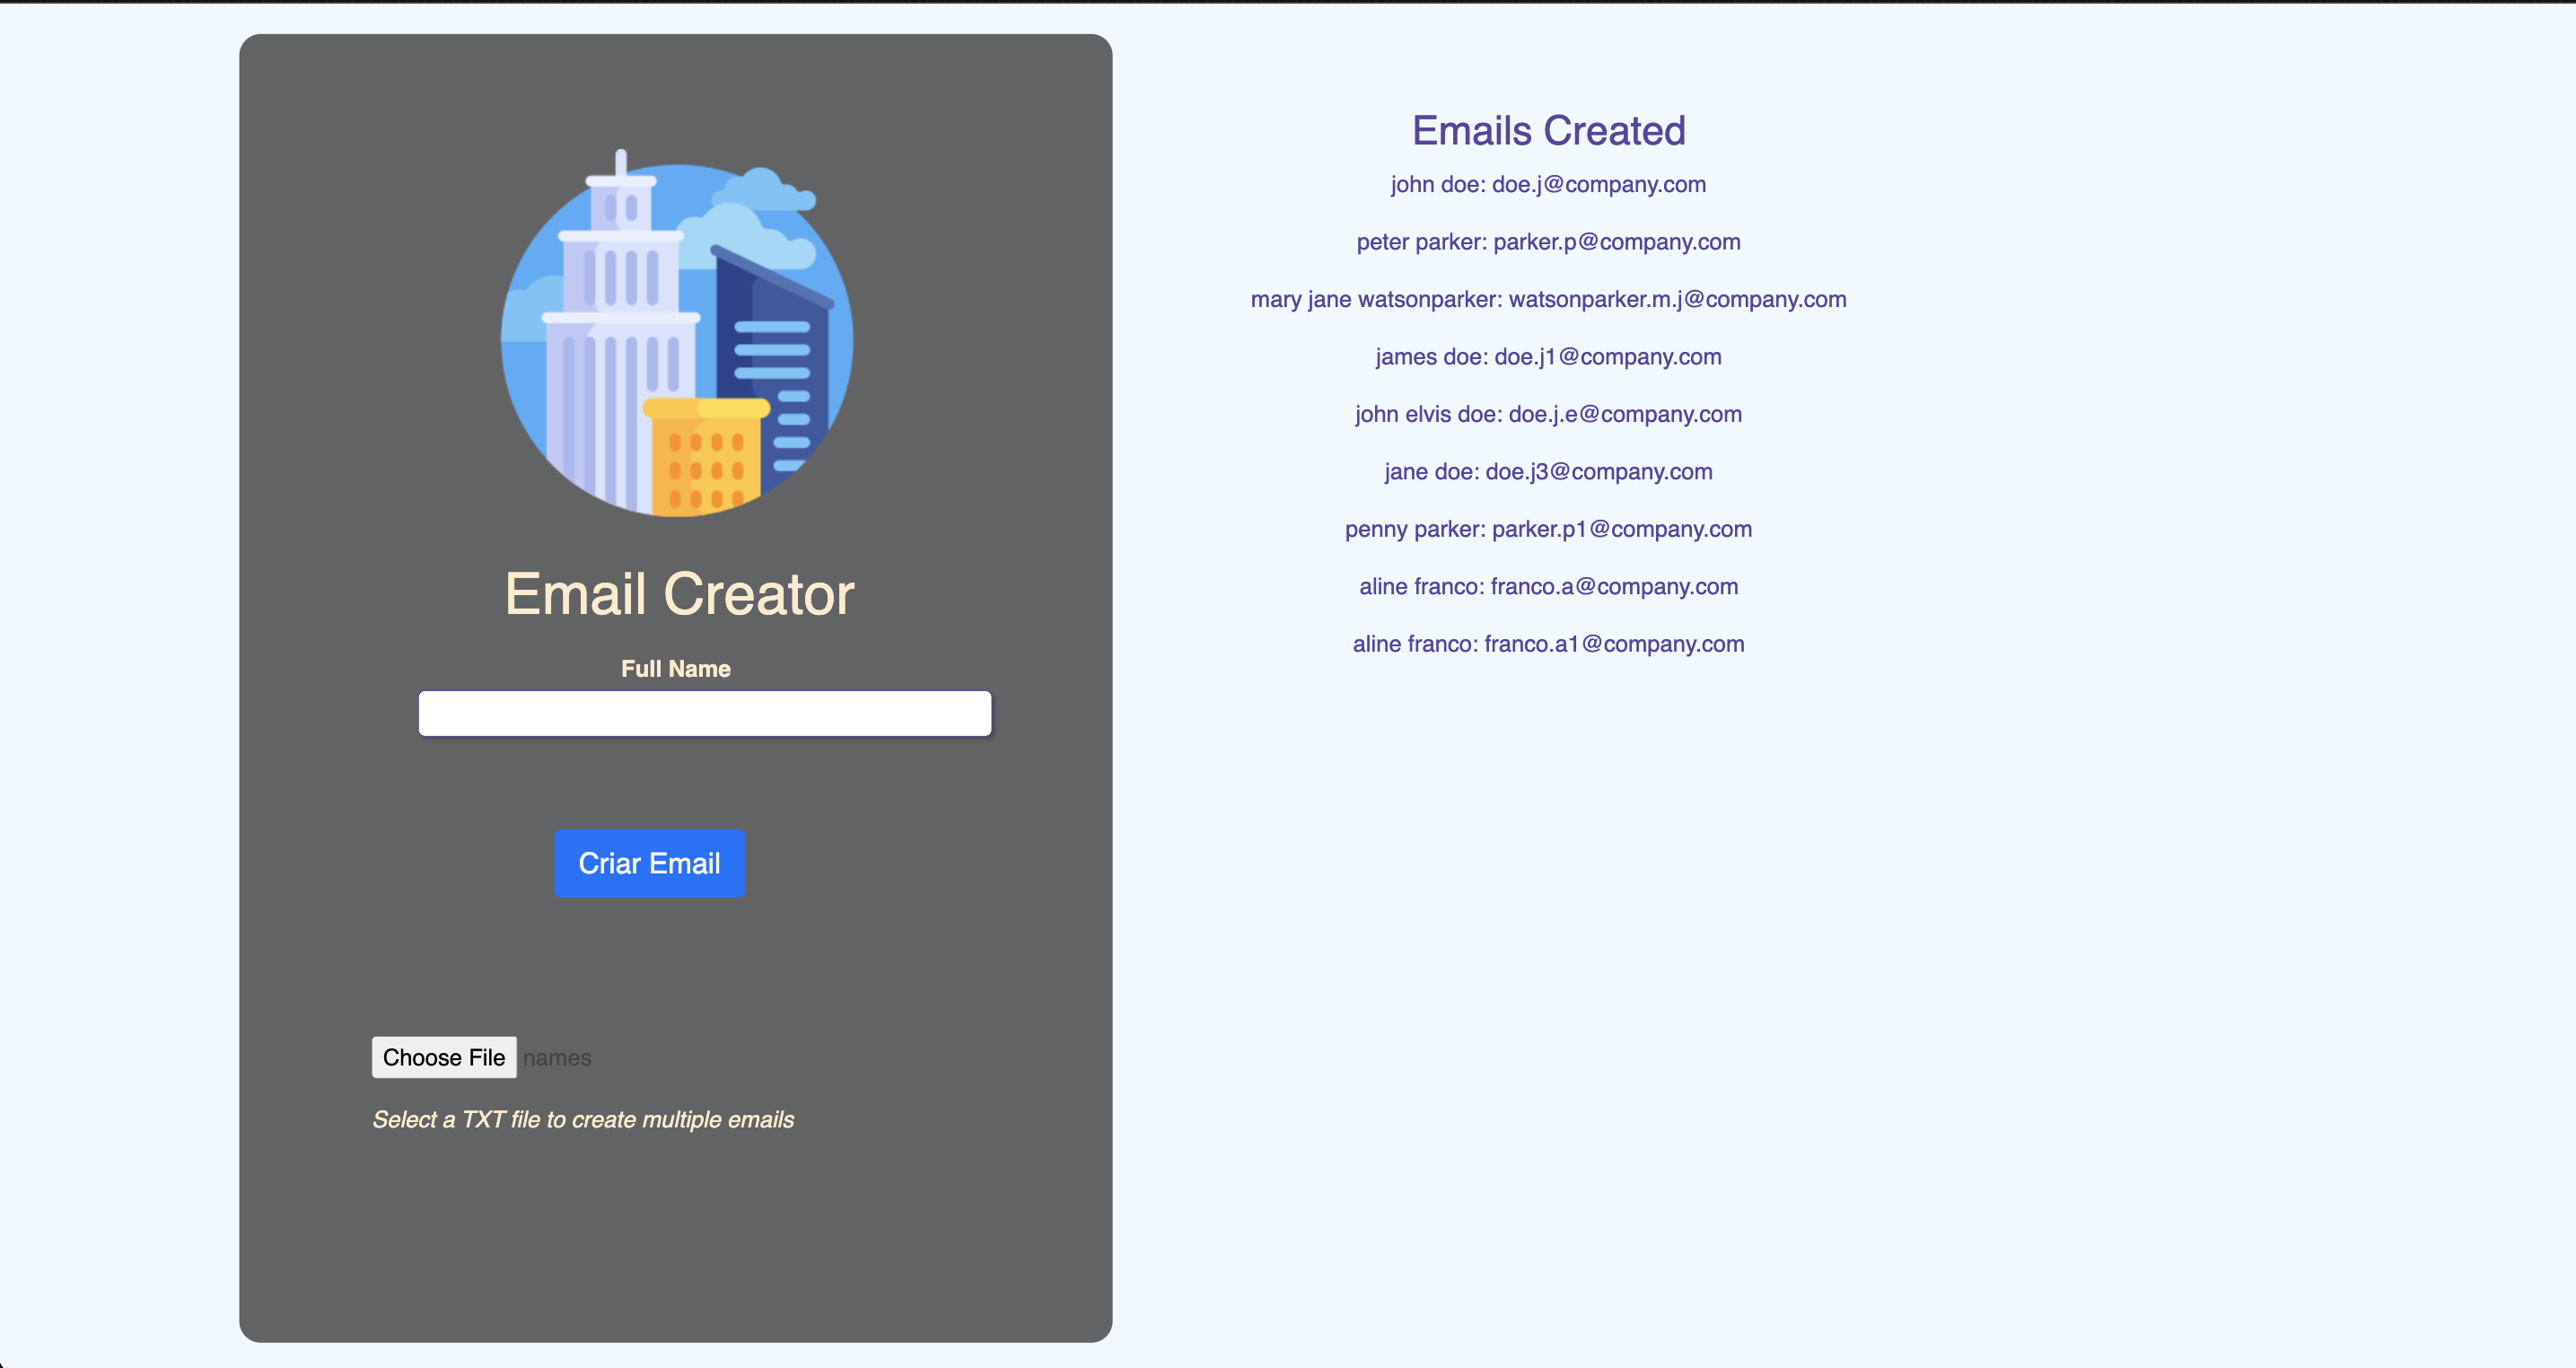 Email Creator
Full Name
Criar Email
Choose File names
Select a TXT file to create multiple emails
Emails Created
john doe: doe.j@company.com
peter parker: parker.p@company.com
mary jane watsonparker: watsonparker.m.j@company.com
james doe: doe.j1@company.com
john elvis doe: doe.j.e@company.com
jane doe: doe.j3@company.com
penny parker: parker.p1@company.com
aline franco: franco.a@company.com
aline franco: franco.a1@company.com